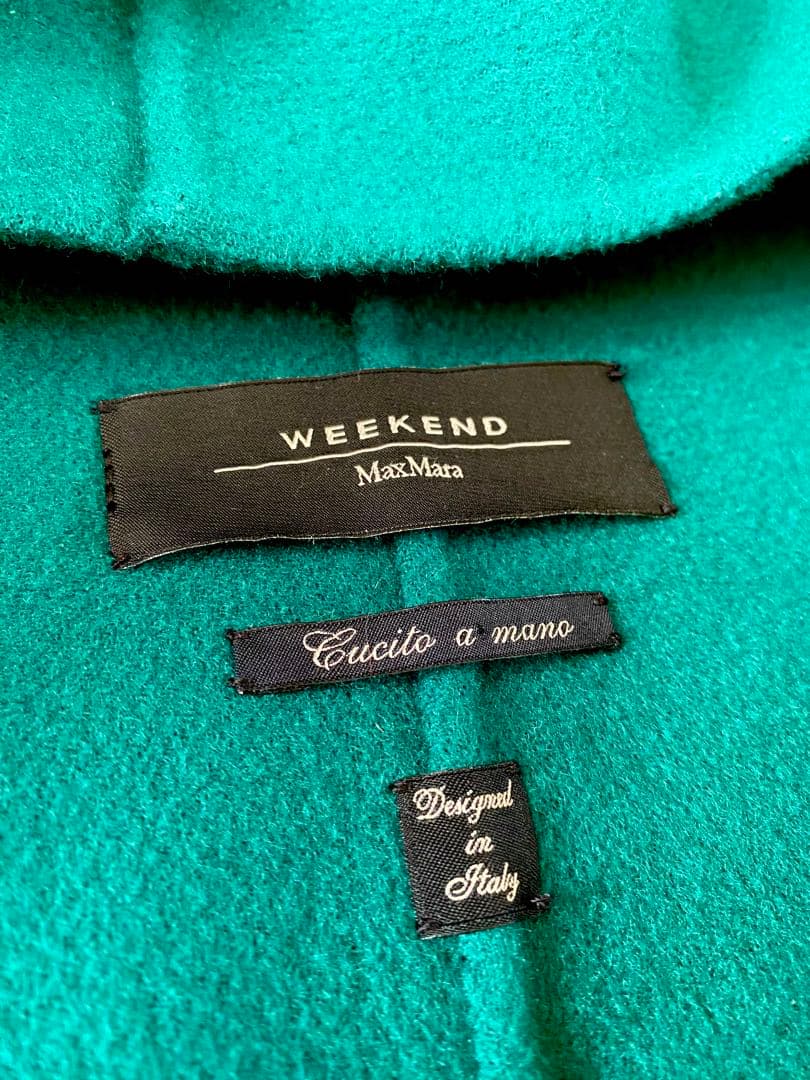 WEEKEND
MaxMara
Cucito a mano
Designed
in
Italy